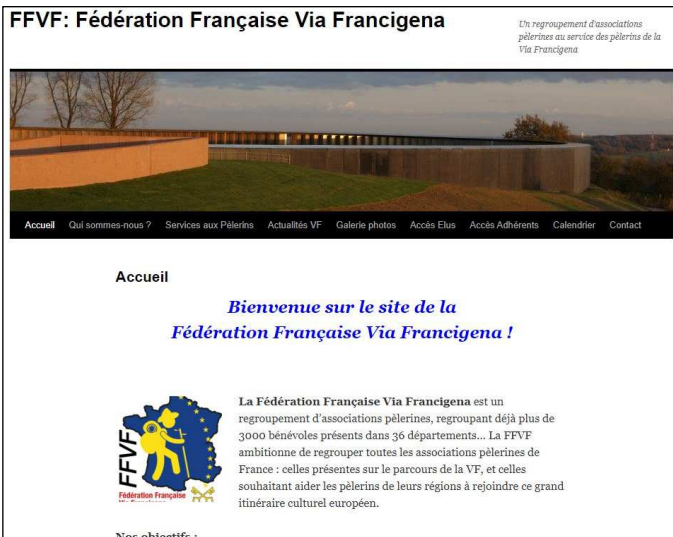 FFVF: Fédération Française Via Francigena
Un regroupement d'associations
pèlerines au service des pèlerins de la
Via Francigena
Accueil Qui sommes-nous ? Services aux Pèlerins Actualités VF Galerie photos Accès Elus Accès Adhérents Calendrier Contact
Accueil
Bienvenue sur le site de la
Fédération Française Via Francigena !
FFVF
Fédération Française
Via Francigena
La Fédération Française Via Francigena est un
regroupement d'associations pèlerines, regroupant déjà plus de
3000 bénévoles présents dans 36 départements... La FFVF
ambitionne de regrouper toutes les associations pèlerines de
France : celles présentes sur le parcours de la VF, et celles
souhaitant aider les pèlerins de leurs régions à rejoindre ce grand
itinéraire culturel européen.
Nos objectifs :